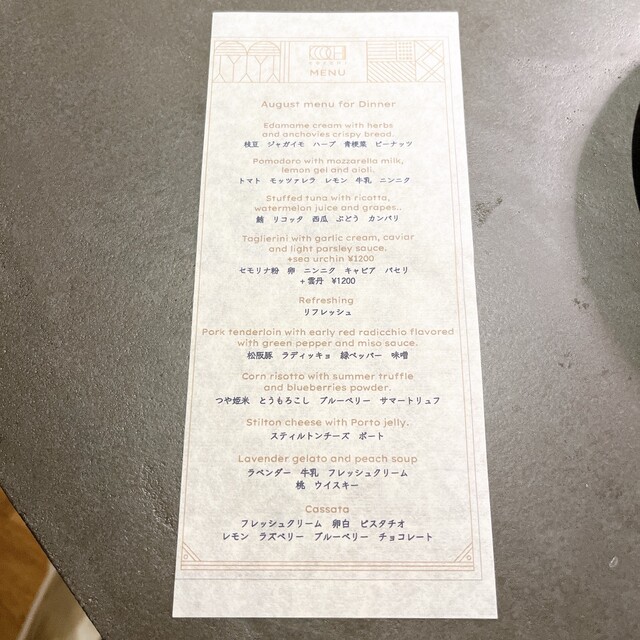 MENU
August menu for Dinner
Edamame cream with herbs
and anchovies crispy bread.
枝豆 ジャガイモ ハーブ 青梗菜 ピーナッツ
Pomodoro with mozzarella milk,
lemon gel and aioli.
トマト モッツァレラ レモン 牛乳 ニンニク
Stuffed tuna with ricotta,
watermelon juice and grapes..
鮪 リコッタ 西瓜 ぶどう カンパリ
Taglierini with garlic cream, caviar
and light parsley sauce.
+sea urchin ¥1200
セモリナ粉 卵 ニンニク キャビア パセリ
+雲丹 ¥1200
Refreshing
リフレッシュ
Pork tenderloin with early red radicchio flavored
with green pepper and miso sauce.
松阪豚 ラディッキョ 緑ペッパー 味噌
Corn risotto with summer truffle
and blueberries powder.
つや姫米 とうもろこし ブルーベリー サマートリュフ
Stilton cheese with Porto jelly.
スティルトンチーズ ポート
Lavender gelato and peach soup
ラベンダー 牛乳 フレッシュクリーム
桃 ウイスキー
Cassata
フレッシュクリーム 卵白 ピスタチオ
レモン ラズベリー ブルーベリー チョコレート